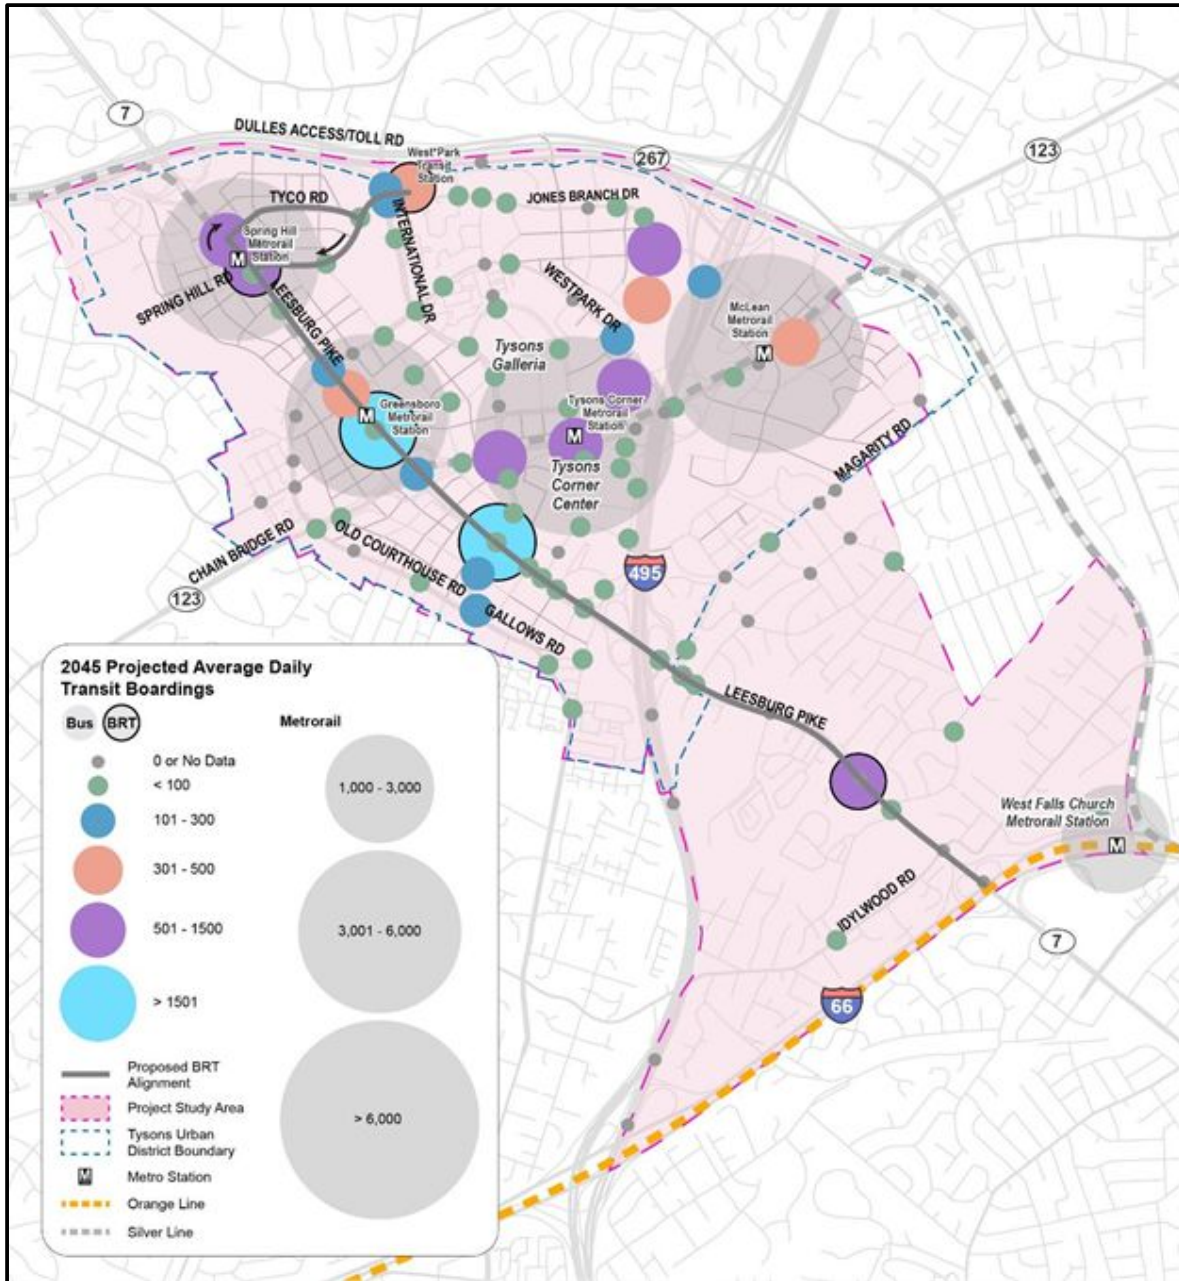 7
DULLES ACCESS/TOLL RD
West*Park
Transit
Station
267
123
TYCO RD
INTERNATIONAL DR
JONES BRANCH DR
Spring Hill
Metrorail
Station
M
SPRING HILL RD
LEESBURG PIKE
WESTPARK DR
McLean
Metrorail
Station
M
Tysons
Galleria
Greensboro
Metrorail
Station
M
Tysons Corner
Metrorail
Station
M
Tysons
Corner
Center
MAGARITY RD
CHAIN BRIDGE RD
OLD COURTHOUSE RD
GALLOWS RD
495
123
LEESBURG PIKE
West Falls Church
Metrorail Station
M
IDYLWOOD RD
7
66
2045 Projected Average Daily
Transit Boardings
Bus BRT
Metrorail
0 or No Data
< 100
101 - 300
301 - 500
501 - 1500
> 1501
1,000 - 3,000
3,001 - 6,000
> 6,000
Proposed BRT
Alignment
Project Study Area
Tysons Urban
District Boundary
M Metro Station
Orange Line
Silver Line